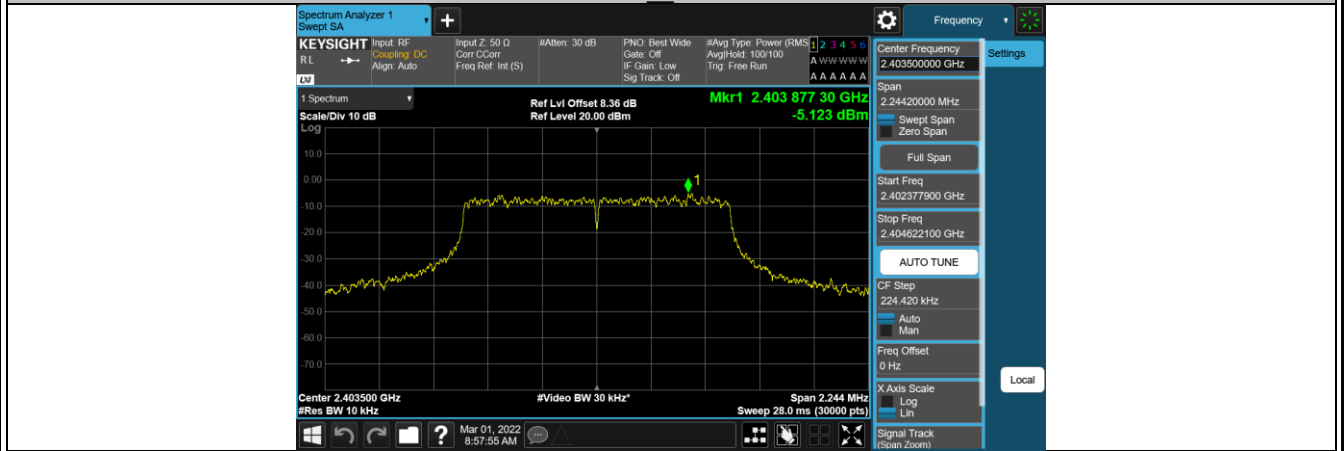 Spectrum Analyzer 1
Swept SA
+
Frequency
KEYSIGHT
RL
LXI
Input: RF
Coupling: DC
Align: Auto
Input Z: 50 Ω
Corr CCorr
Freq Ref: Int (S)
#Atten: 30 dB
PNO: Best Wide
Gate: Off
IF Gain: Low
Sig Track: Off
#Avg Type: Power (RMS
Avg|Hold: 100/100
Trig: Free Run
1 2 3 4 5 6
A W W W W W
A A A A A A
1 Spectrum
Scale/Div 10 dB
Log
Ref Lvl Offset 8.36 dB
Ref Level 20.00 dBm
Mkr1 2.403 877 30 GHz
-5.123 dBm
10.0
0.00
-10.0
-20.0
-30.0
-40.0
-50.0
-60.0
-70.0
1
Center 2.403500 GHz
#Res BW 10 kHz
#Video BW 30 kHz*
Span 2.244 MHz
Sweep 28.0 ms (30000 pts)
?
Mar 01, 2022
8:57:55 AM
Center Frequency
2.403500000 GHz
Settings
Span
2.24420000 MHz
Swept Span
Zero Span
Full Span
Start Freq
2.402377900 GHz
Stop Freq
2.404622100 GHz
AUTO TUNE
CF Step
224.420 kHz
Auto
Man
Freq Offset
0 Hz
X Axis Scale
Log
Lin
Signal Track
(Span Zoom)
Local